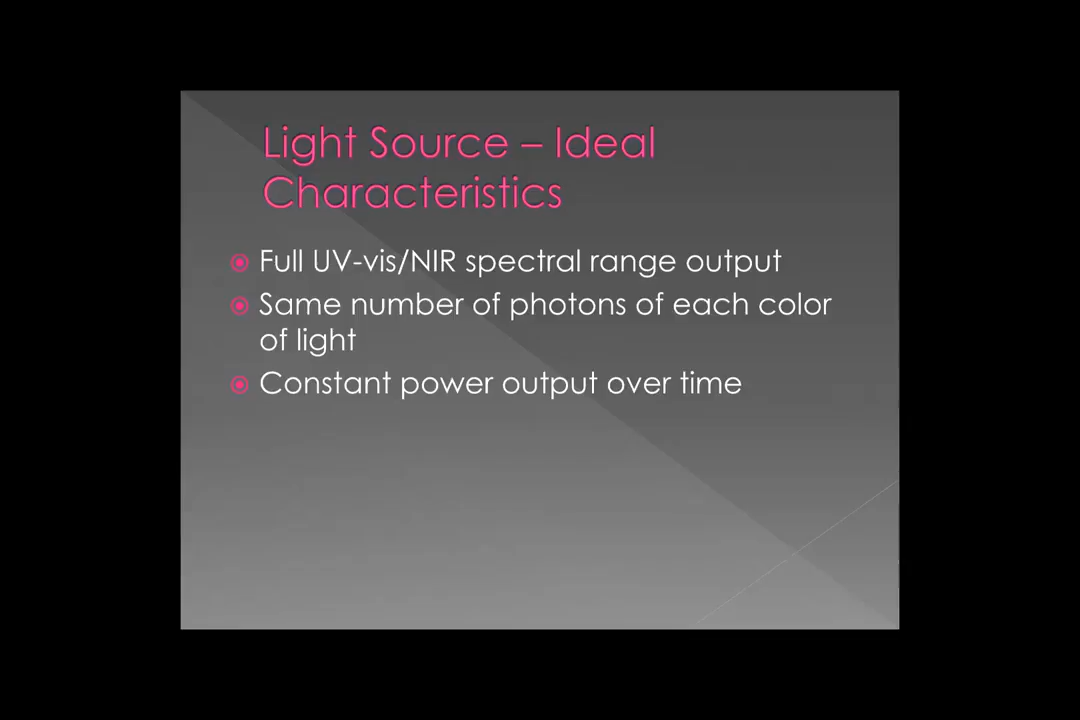 Light Source – Ideal
Characteristics
Full UV-vis/NIR spectral range output
Same number of photons of each color
of light
Constant power output over time